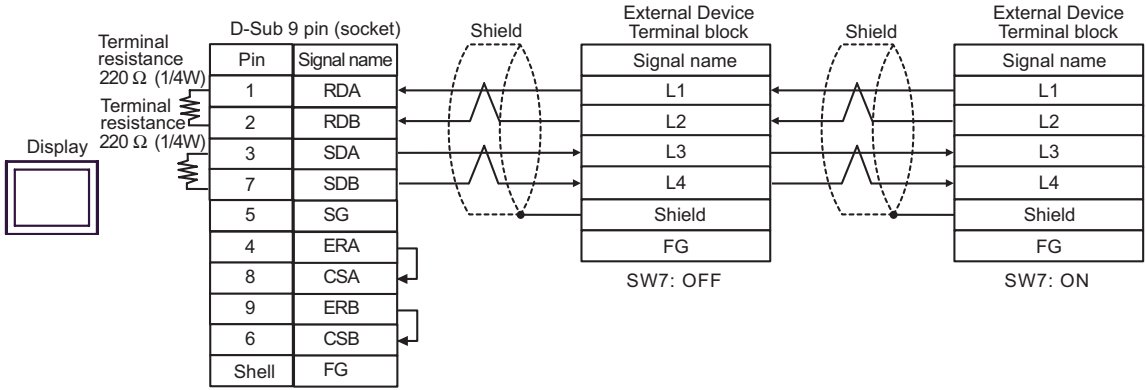 Display
Terminal
resistance
220 Ω (1/4W)
Terminal
resistance
220 Ω (1/4W)
D-Sub 9 pin (socket)
Pin Signal name
1 RDA
2 RDB
3 SDA
7 SDB
5 SG
4 ERA
8 CSA
9 ERB
6 CSB
Shell FG
Shield
External Device
Terminal block
Signal name
L1
L2
L3
L4
Shield
FG
SW7: OFF
Shield
External Device
Terminal block
Signal name
L1
L2
L3
L4
Shield
FG
SW7: ON